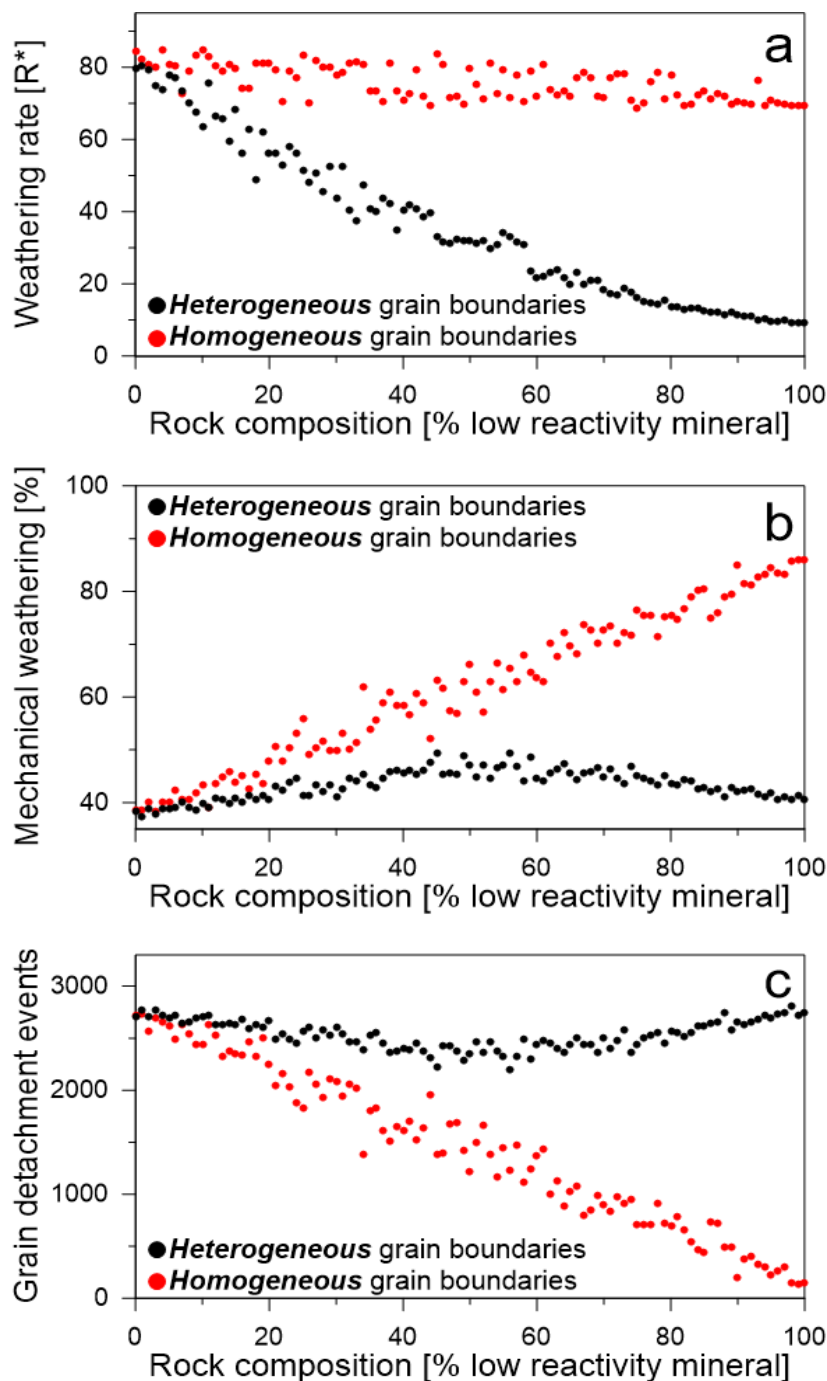 a
Weathering rate [R*]
80
60
40
20
0
Heterogeneous grain boundaries
Homogeneous grain boundaries
0 20 40 60 80 100
Rock composition [% low reactivity mineral]
b
Mechanical weathering [%]
100
80
60
40
Heterogeneous grain boundaries
Homogeneous grain boundaries
0 20 40 60 80 100
Rock composition [% low reactivity mineral]
c
Grain detachment events
3000
2000
1000
0
Heterogeneous grain boundaries
Homogeneous grain boundaries
0 20 40 60 80 100
Rock composition [% low reactivity mineral]